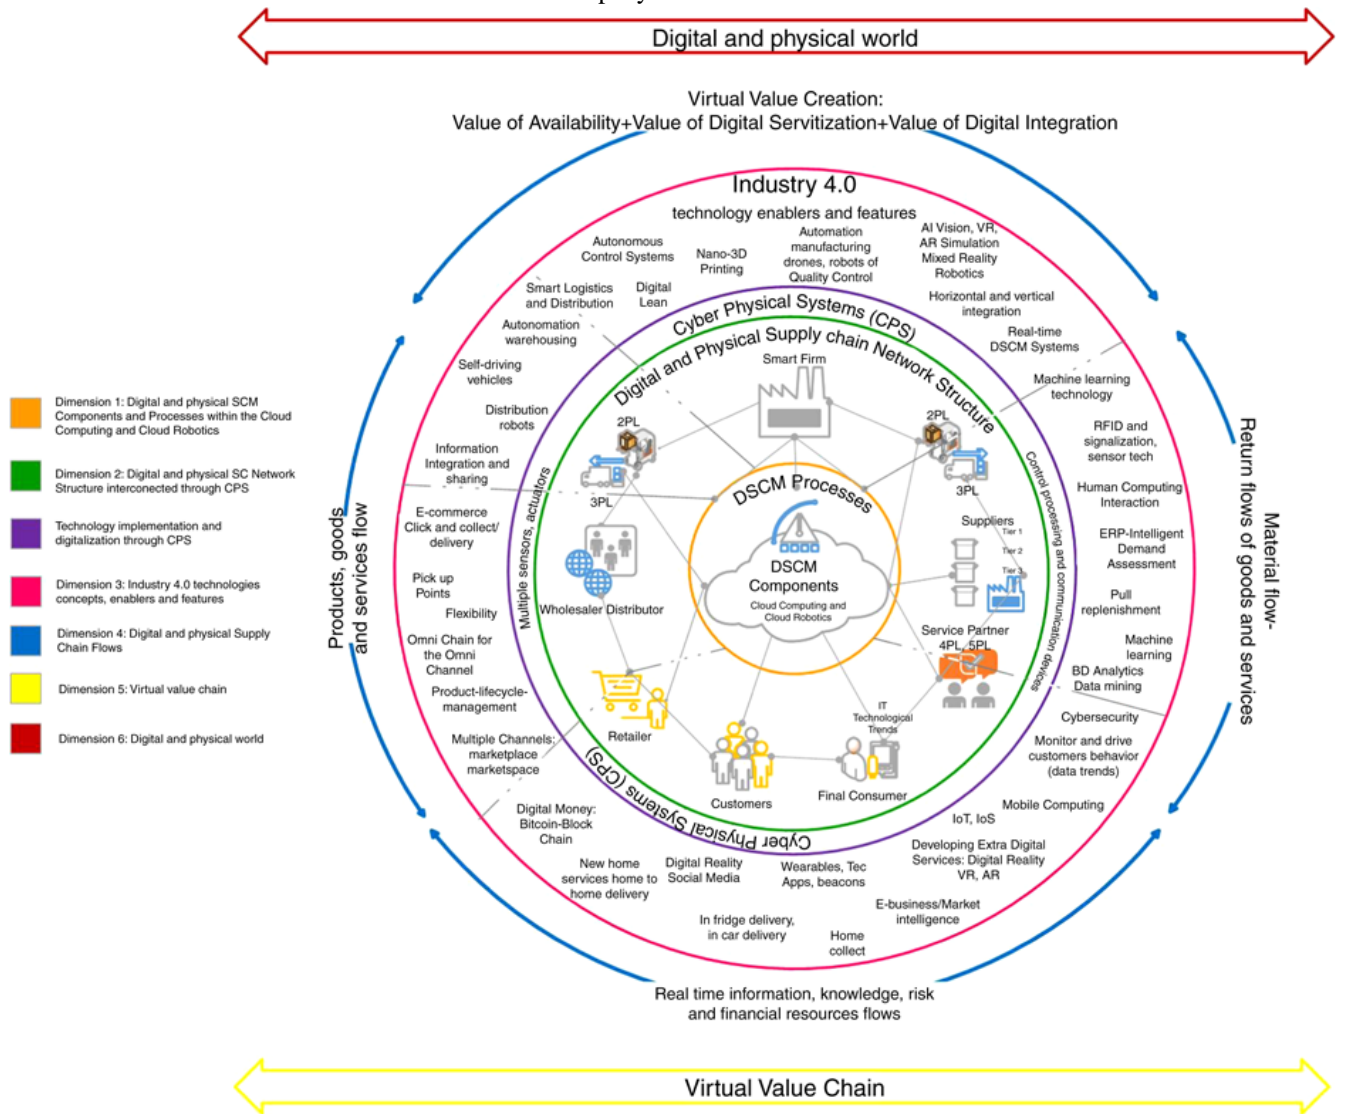 Digital and physical world
Virtual Value Creation:
Value of Availability+Value of Digital Servitization+Value of Digital Integration
Industry 4.0
technology enablers and features
Autonomous
Control Systems
Nano-3D
Printing
Automation
manufacturing
drones, robots of
Quality Control
AI Vision, VR,
AR Simulation
Mixed Reality
Robotics
Smart Logistics
and Distribution
Digital
Lean
Horizontal and vertical
integration
Autonomation
warehousing
Real-time
DSCM Systems
Self-driving
vehicles
Machine learning
technology
Distribution
robots
RFID and
signalization,
sensor tech
Information
Integration and
sharing
Human Computing
Interaction
E-commerce
Click and collect/
delivery
ERP-Intelligent
Demand
Assessment
Pick up
Points
Pull
replenishment
Flexibility
Omni Chain for
the Omni
Channel
Machine
learning
BD Analytics
Data mining
Product-lifecycle-
management
Cybersecurity
Multiple Channels:
marketplace
marketspace
Monitor and drive
customers behavior
(data trends)
Digital Money:
Bitcoin-Block
Chain
Mobile Computing
IoT, IoS
New home
services home to
home delivery
Digital Reality
Social Media
Wearables, Tec
Apps, beacons
Developing Extra Digital
Services: Digital Reality
VR, AR
In fridge delivery,
in car delivery
Home
collect
E-business/Market
intelligence
Cyber Physical Systems (CPS)
Multiple sensors, actuators
Control processing and communication devices
Cyber Physical Systems (CPS)
Digital and Physical Supply chain Network Structure
Smart Firm
2PL
3PL
2PL
3PL
Suppliers
Tier 1
Tier 2
Tier 3
Wholesaler Distributor
Service Partner
4PL, 5PL
Retailer
Customers
IT
Technological
Trends
Final Consumer
DSCM Processes
DSCM
Components
Cloud Computing and
Cloud Robotics
Products, goods
and services flow
Material flow-
Return flows of goods and services
Real time information, knowledge, risk
and financial resources flows
Dimension 1: Digital and physical SCM
Components and Processes within the Cloud
Computing and Cloud Robotics
Dimension 2: Digital and physical SC Network
Structure interconected through CPS
Technology implementation and
digitalization through CPS
Dimension 3: Industry 4.0 technologies
concepts, enablers and features
Dimension 4: Digital and physical Supply
Chain Flows
Dimension 5: Virtual value chain
Dimension 6: Digital and physical world
Virtual Value Chain